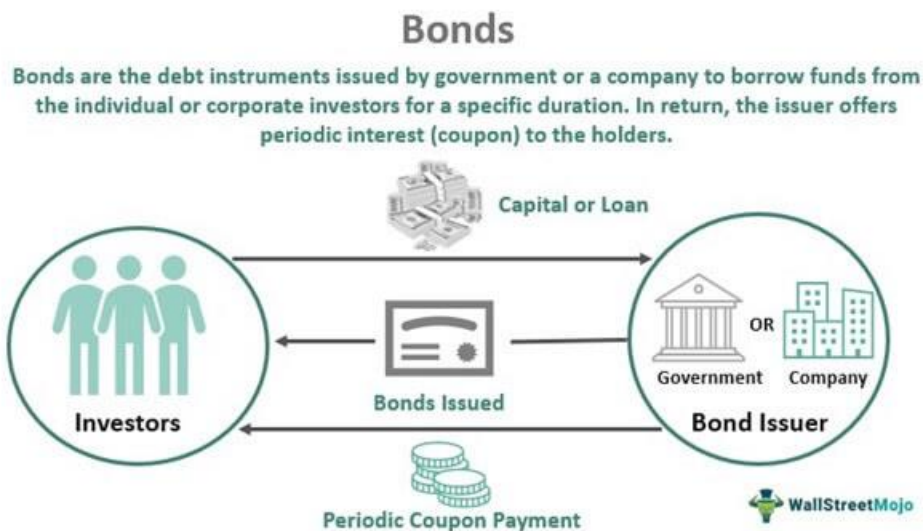 Bonds
Bonds are the debt instruments issued by government or a company to borrow funds from
the individual or corporate investors for a specific duration. In return, the issuer offers
periodic interest (coupon) to the holders.
Capital or Loan
OR
Government Company
Bonds Issued
Investors
Bond Issuer
Periodic Coupon Payment
WallStreetMojo